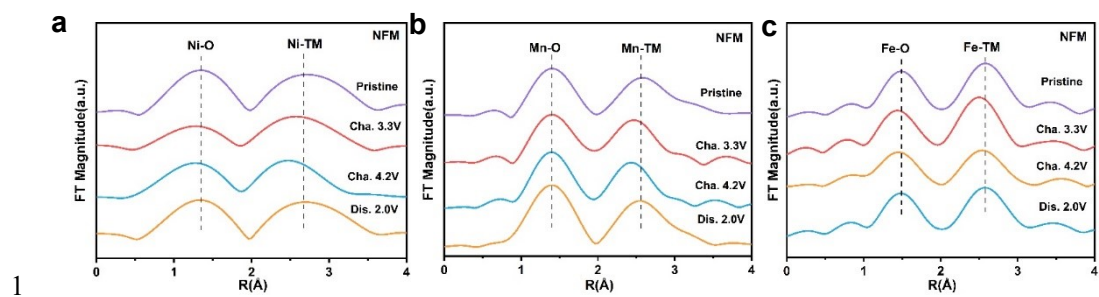 a
NFM
Ni-O
Ni-TM
Pristine
Cha. 3.3V
Cha. 4.2V
Dis. 2.0V
FT Magnitude(a.u.)
0 1 2 3 4
R(Å)
b
NFM
Mn-O
Mn-TM
Pristine
Cha. 3.3V
Cha. 4.2V
Dis. 2.0V
FT Magnitude(a.u.)
0 1 2 3 4
R(Å)
c
NFM
Fe-O
Fe-TM
Pristine
Cha. 3.3V
Cha. 4.2V
Dis. 2.0V
FT Magnitude(a.u.)
0 1 2 3 4
R(Å)
1